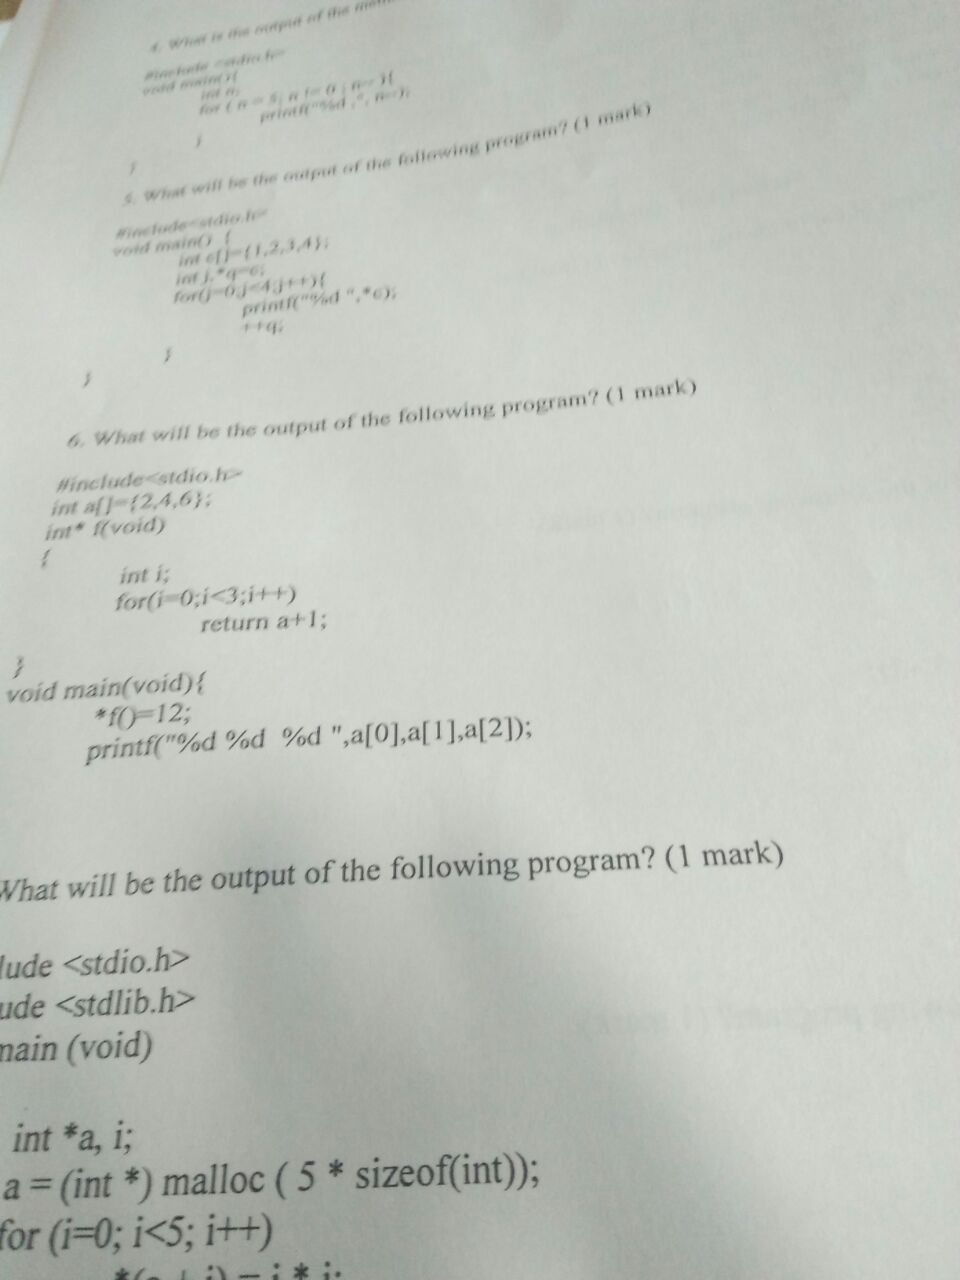 4. What is the output of the
#include <stdio.h>
void main(){
int n;
for ( n = 5; n != 0 ; n-- ){
printf("%d ,", n--);
}
}
5. What will be the output of the following program? (1 mark)
#include<stdio.h>
void main() {
int c[]={1,2,3,4};
int j,*q=c;
for(j=0;j<4;j++){
printf("%d ",*c);
++q;
}
}
6. What will be the output of the following program? (1 mark)
#include<stdio.h>
int a[]={2,4,6};
int* f(void)
{
int i;
for(i=0;i<3;i++)
return a+1;
}
void main(void){
*f()=12;
printf("%d %d %d ",a[0],a[1],a[2]);
What will be the output of the following program? (1 mark)
lude <stdio.h>
ude <stdlib.h>
main (void)
int *a, i;
a = (int *) malloc ( 5 * sizeof(int));
for (i=0; i<5; i++)
*(a + i) = i * i;